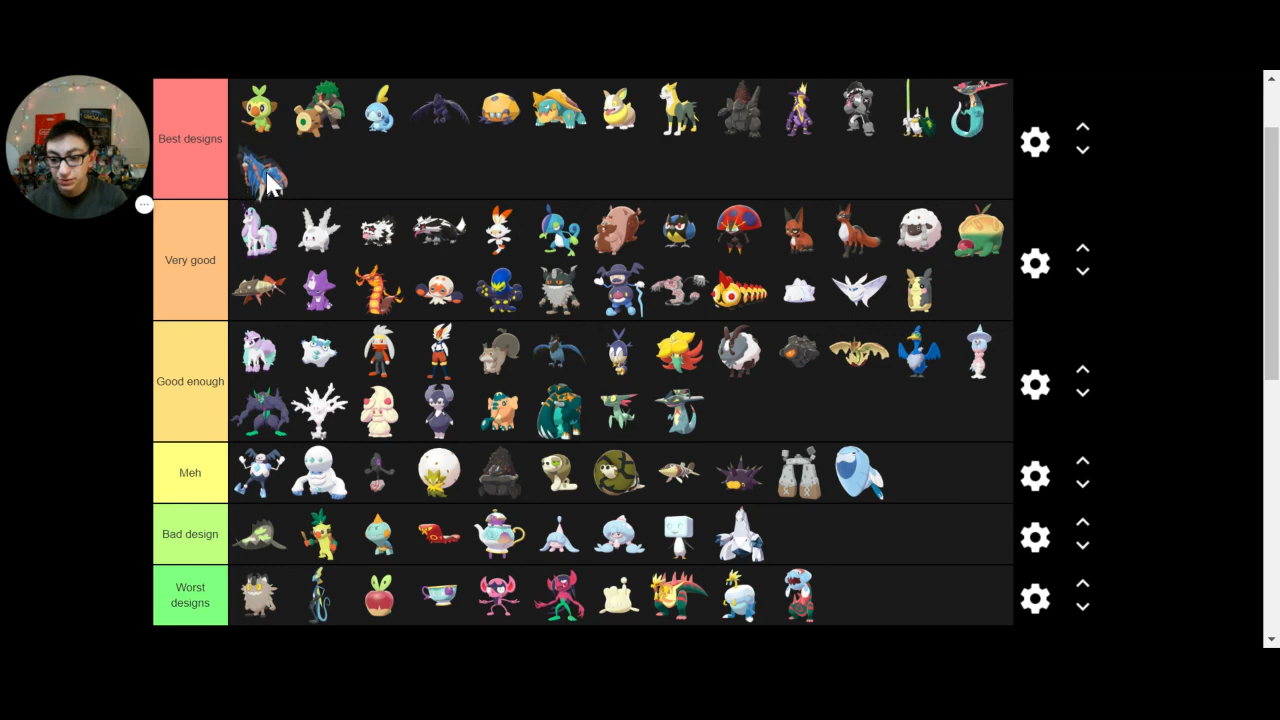 Best designs
Very good
Good enough
Meh
Bad design
Worst
designs